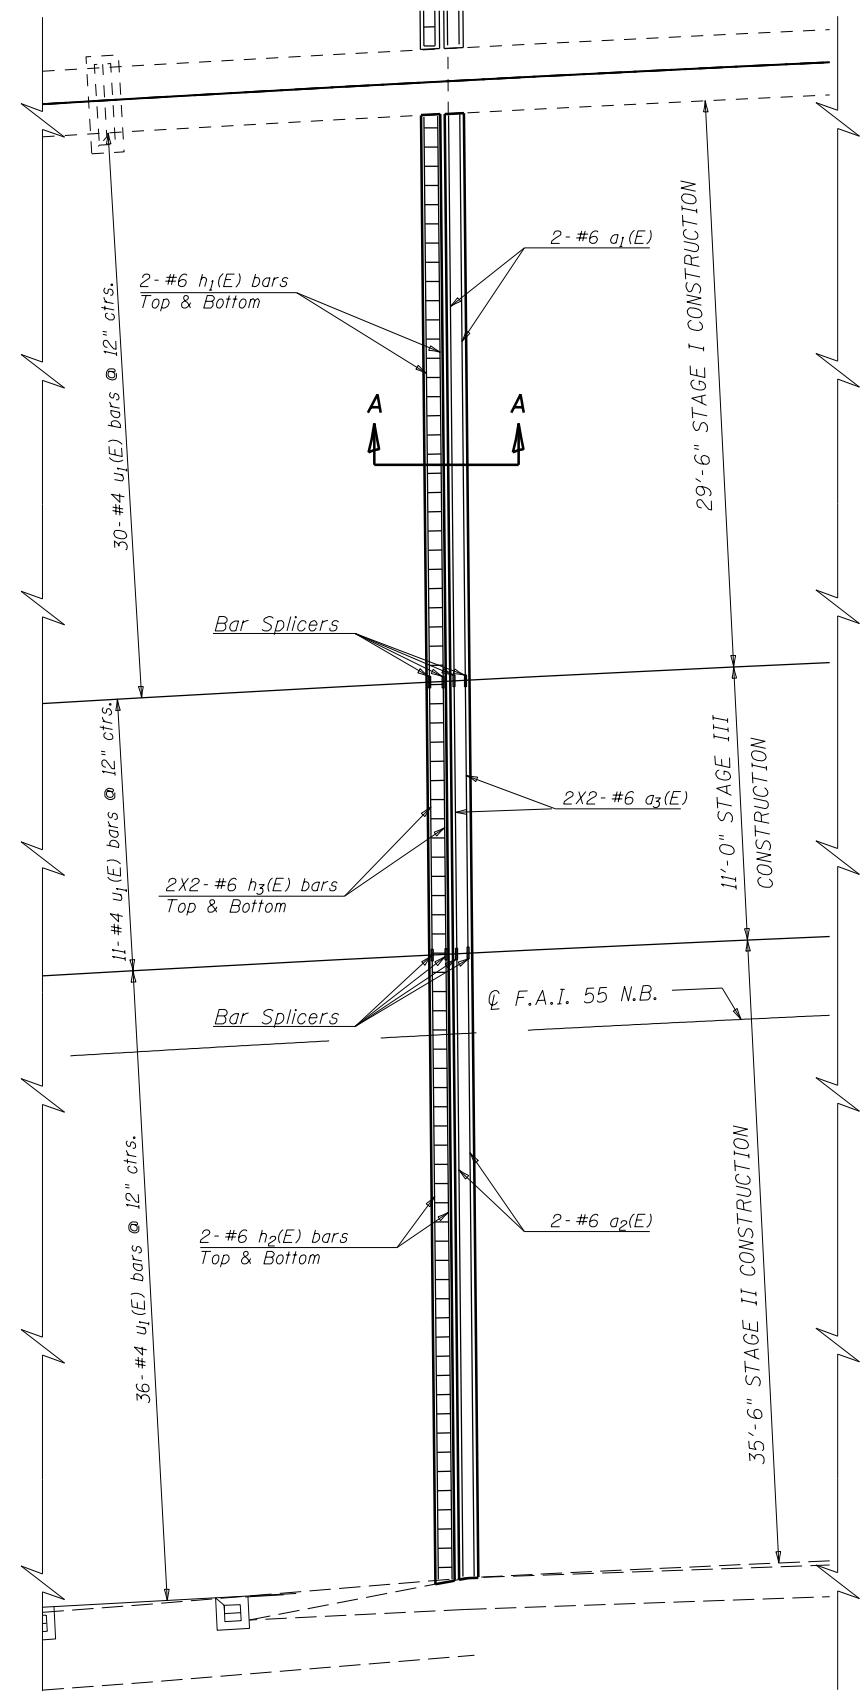 2-#6 a1(E)
2-#6 h1(E) bars
Top & Bottom
A A
30-#4 u1(E) bars @ 12" ctrs.
29'-6" STAGE I CONSTRUCTION
Bar Splicers
11-#4 u1(E) bars @ 12" ctrs.
11'-0" STAGE III
CONSTRUCTION
2X2-#6 a3(E)
2X2-#6 h3(E) bars
Top & Bottom
℄ F.A.I. 55 N.B.
Bar Splicers
36-#4 u1(E) bars @ 12" ctrs.
35'-6" STAGE II CONSTRUCTION
2-#6 a2(E)
2-#6 h2(E) bars
Top & Bottom